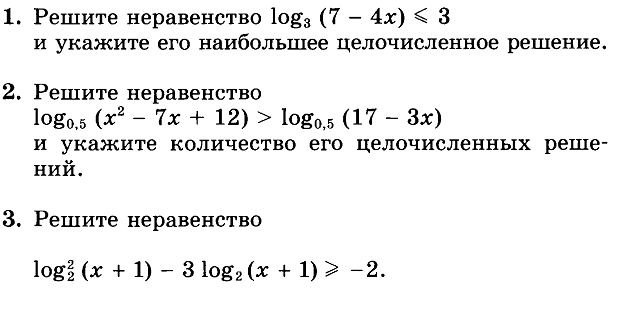 1. Решите неравенство log₃ (7 − 4x) ⩽ 3
и укажите его наибольшее целочисленное решение.
2. Решите неравенство
log₀,₅ (x² − 7x + 12) > log₀,₅ (17 − 3x)
и укажите количество его целочисленных реше-
ний.
3. Решите неравенство
log₂² (x + 1) − 3 log₂ (x + 1) ⩾ −2.